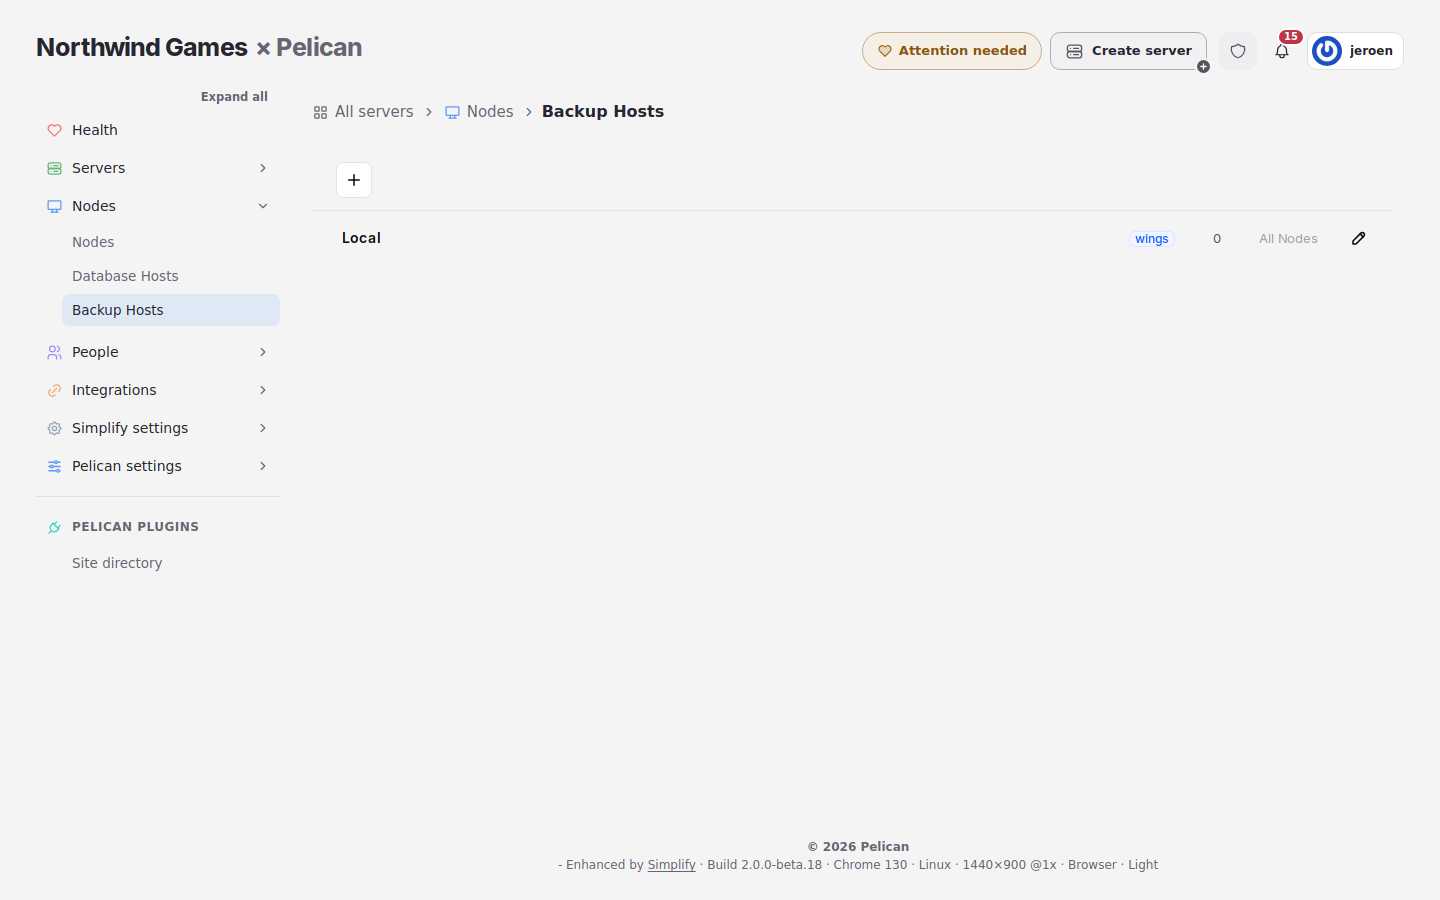 Northwind Games × Pelican
Attention needed
Create server
15
jeroen
Expand all
Health
Servers
Nodes
Nodes
Database Hosts
Backup Hosts
People
Integrations
Simplify settings
Pelican settings
PELICAN PLUGINS
Site directory
All servers > Nodes > Backup Hosts
Local wings 0 All Nodes
© 2026 Pelican
- Enhanced by Simplify · Build 2.0.0-beta.18 · Chrome 130 · Linux · 1440×900 @1x · Browser · Light